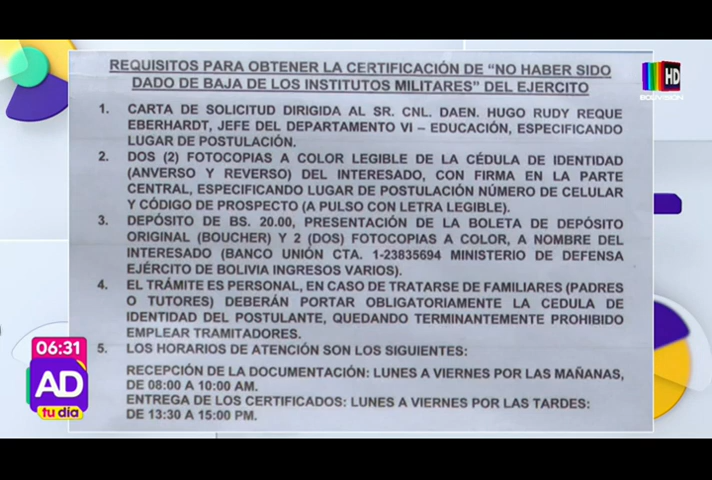 REQUISITOS PARA OBTENER LA CERTIFICACIÓN DE "NO HABER SIDO
DADO DE BAJA DE LOS INSTITUTOS MILITARES" DEL EJERCITO
1. CARTA DE SOLICITUD DIRIGIDA AL SR. CNL. DAEN. HUGO RUDY REQUE
EBERHARDT, JEFE DEL DEPARTAMENTO VI – EDUCACIÓN, ESPECIFICANDO
LUGAR DE POSTULACIÓN.
2. DOS (2) FOTOCOPIAS A COLOR LEGIBLE DE LA CÉDULA DE IDENTIDAD
(ANVERSO Y REVERSO) DEL INTERESADO, CON FIRMA EN LA PARTE
CENTRAL, ESPECIFICANDO LUGAR DE POSTULACIÓN NÚMERO DE CELULAR
Y CÓDIGO DE PROSPECTO (A PULSO CON LETRA LEGIBLE).
3. DEPÓSITO DE BS. 20.00, PRESENTACIÓN DE LA BOLETA DE DEPÓSITO
ORIGINAL (BOUCHER) Y 2 (DOS) FOTOCOPIAS A COLOR, A NOMBRE DEL
INTERESADO (BANCO UNIÓN CTA. 1-23835694 MINISTERIO DE DEFENSA
EJÉRCITO DE BOLIVIA INGRESOS VARIOS).
4. EL TRÁMITE ES PERSONAL, EN CASO DE TRATARSE DE FAMILIARES (PADRES
O TUTORES) DEBERÁN PORTAR OBLIGATORIAMENTE LA CEDULA DE
IDENTIDAD DEL POSTULANTE, QUEDANDO TERMINANTEMENTE PROHIBIDO
EMPLEAR TRAMITADORES.
5. LOS HORARIOS DE ATENCIÓN SON LOS SIGUIENTES:
RECEPCIÓN DE LA DOCUMENTACIÓN: LUNES A VIERNES POR LAS MAÑANAS,
DE 08:00 A 10:00 AM.
ENTREGA DE LOS CERTIFICADOS: LUNES A VIERNES POR LAS TARDES:
DE 13:30 A 15:00 PM.
HD
BOLIVISION
06:31
AD
tu día